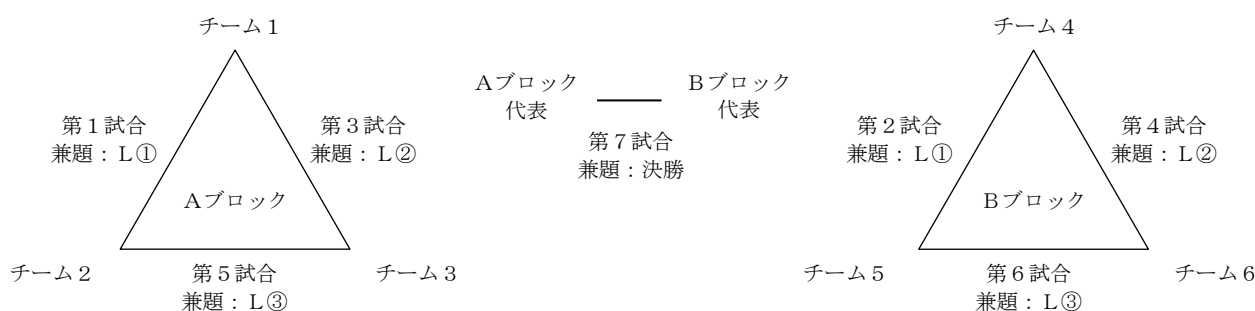 チーム１
第１試合
兼題：Ｌ①
第３試合
兼題：Ｌ②
Ａブロック
チーム２
第５試合
兼題：Ｌ③
チーム３
Ａブロック
代表
Ｂブロック
代表
第７試合
兼題：決勝
チーム４
第２試合
兼題：Ｌ①
第４試合
兼題：Ｌ②
Ｂブロック
チーム５
第６試合
兼題：Ｌ③
チーム６